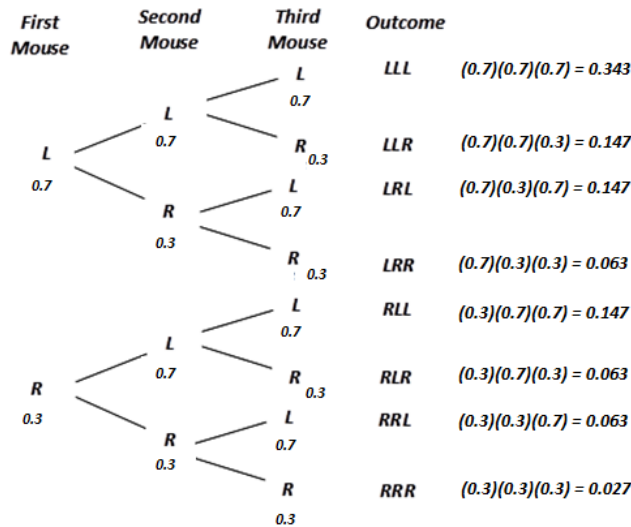 First Mouse
Second Mouse
Third Mouse
Outcome
L
0.7
LLL (0.7)(0.7)(0.7) = 0.343
L
0.7
R
0.3
LLR (0.7)(0.7)(0.3) = 0.147
L
0.7
L
0.7
LRL (0.7)(0.3)(0.7) = 0.147
R
0.3
R
0.3
LRR (0.7)(0.3)(0.3) = 0.063
L
0.7
RLL (0.3)(0.7)(0.7) = 0.147
L
0.7
R
0.3
RLR (0.3)(0.7)(0.3) = 0.063
R
0.3
L
0.7
RRL (0.3)(0.3)(0.7) = 0.063
R
0.3
R
0.3
RRR (0.3)(0.3)(0.3) = 0.027